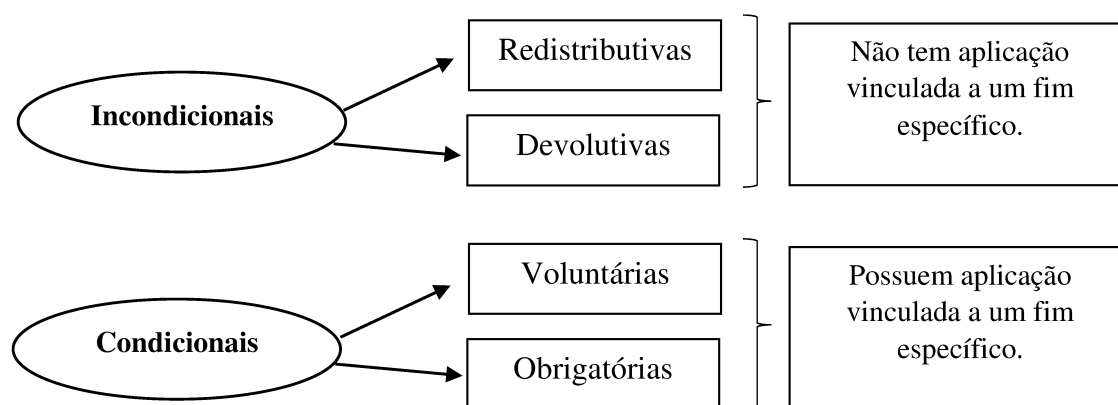 Incondicionais
Redistributivas
Devolutivas
Não tem aplicação
vinculada a um fim
específico.
Condicionais
Voluntárias
Obrigatórias
Possuem aplicação
vinculada a um fim
específico.